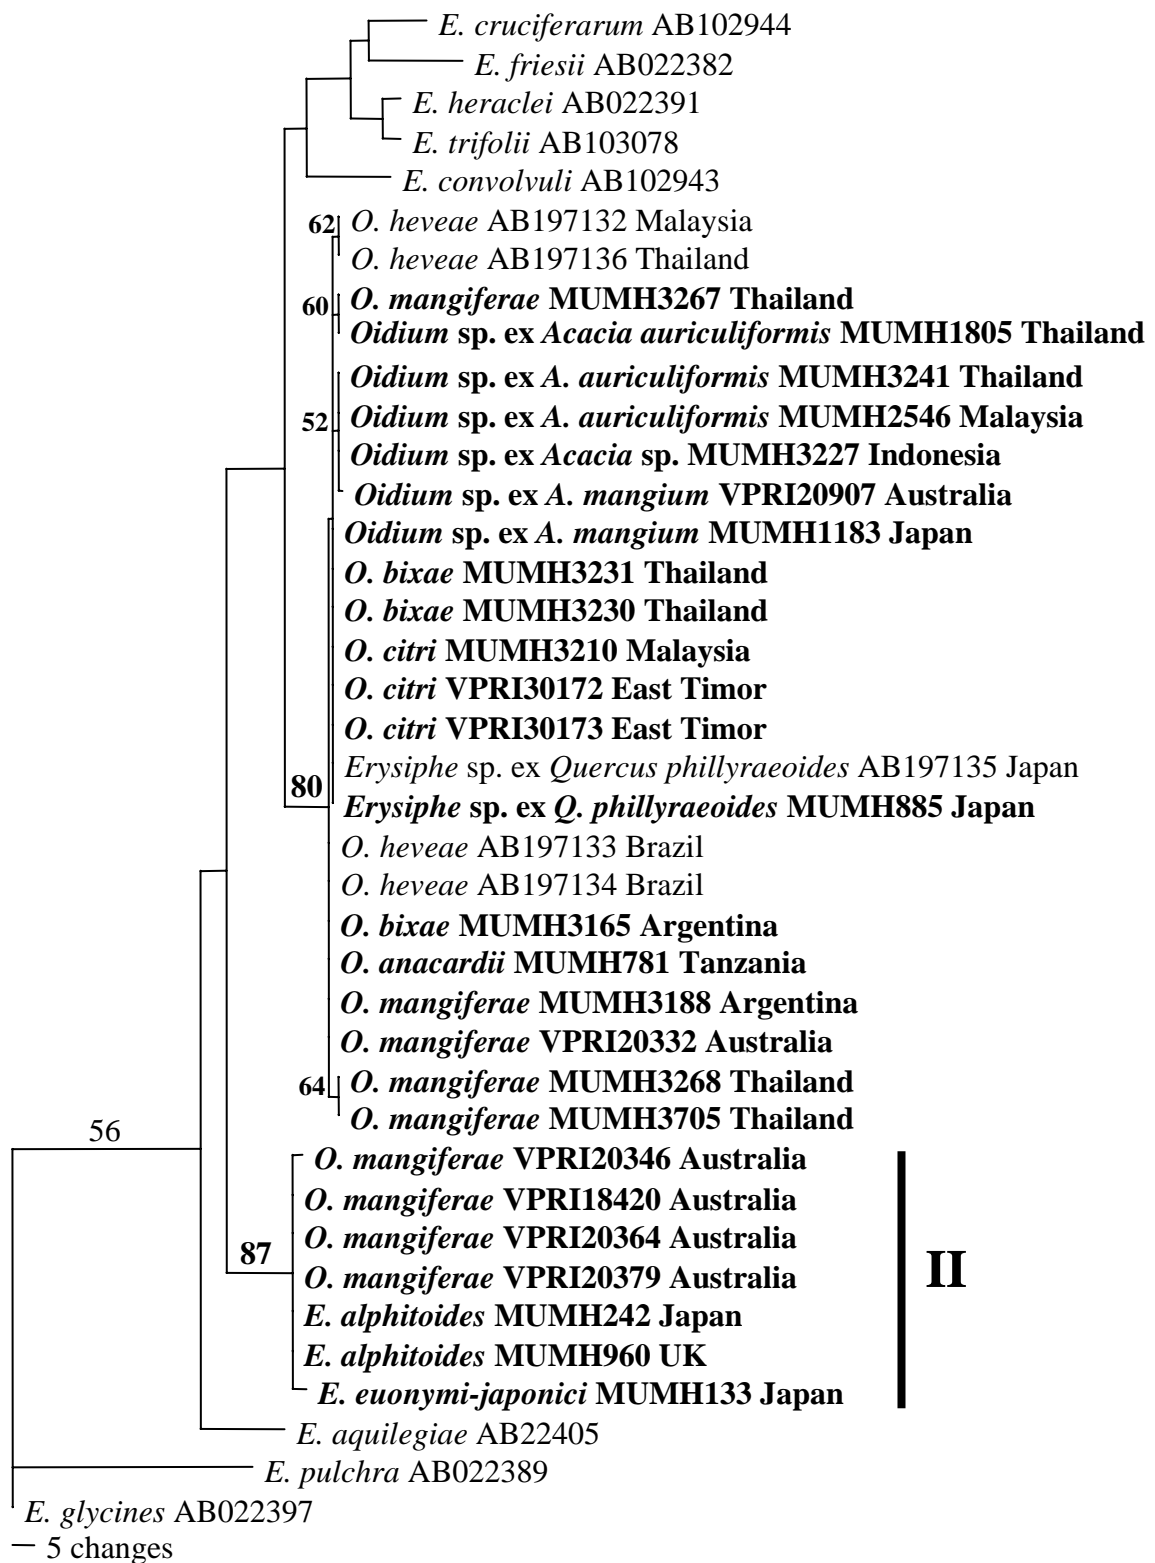 E. cruciferarum AB102944
E. friesii AB022382
E. heraclei AB022391
E. trifolii AB103078
E. convolvuli AB102943
62 O. heveae AB197132 Malaysia
O. heveae AB197136 Thailand
60 O. mangiferae MUMH3267 Thailand
Oidium sp. ex Acacia auriculiformis MUMH1805 Thailand
Oidium sp. ex A. auriculiformis MUMH3241 Thailand
52 Oidium sp. ex A. auriculiformis MUMH2546 Malaysia
Oidium sp. ex Acacia sp. MUMH3227 Indonesia
Oidium sp. ex A. mangium VPRI20907 Australia
Oidium sp. ex A. mangium MUMH1183 Japan
O. bixae MUMH3231 Thailand
O. bixae MUMH3230 Thailand
O. citri MUMH3210 Malaysia
O. citri VPRI30172 East Timor
O. citri VPRI30173 East Timor
Erysiphe sp. ex Quercus phillyraeoides AB197135 Japan
80 Erysiphe sp. ex Q. phillyraeoides MUMH885 Japan
O. heveae AB197133 Brazil
O. heveae AB197134 Brazil
O. bixae MUMH3165 Argentina
O. anacardii MUMH781 Tanzania
O. mangiferae MUMH3188 Argentina
O. mangiferae VPRI20332 Australia
64 O. mangiferae MUMH3268 Thailand
O. mangiferae MUMH3705 Thailand
56
O. mangiferae VPRI20346 Australia
O. mangiferae VPRI18420 Australia
O. mangiferae VPRI20364 Australia
87 O. mangiferae VPRI20379 Australia II
E. alphitoides MUMH242 Japan
E. alphitoides MUMH960 UK
E. euonymi-japonici MUMH133 Japan
E. aquilegiae AB22405
E. pulchra AB022389
E. glycines AB022397
5 changes